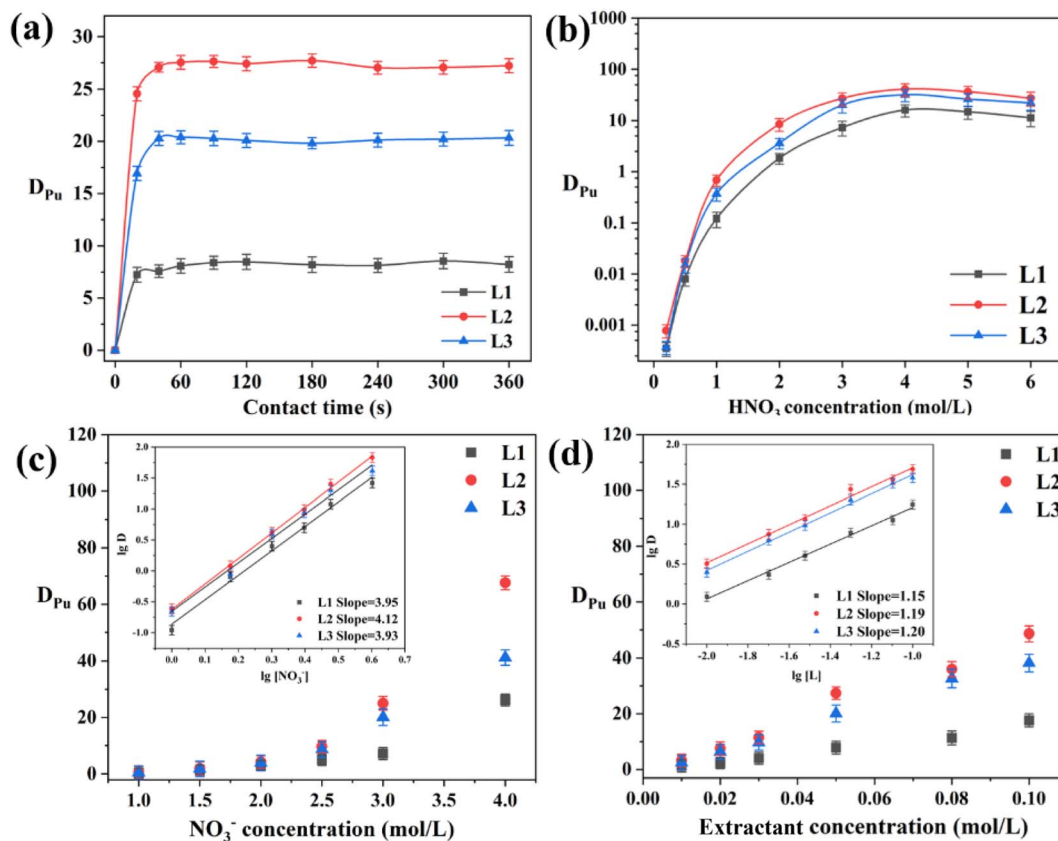 (a)
30
25
20
15
10
5
0
D_Pu
L1
L2
L3
0 60 120 180 240 300 360
Contact time (s)
(b)
1000
100
10
1
0.1
0.01
0.001
D_Pu
L1
L2
L3
0 1 2 3 4 5 6
HNO₃ concentration (mol/L)
(c)
120
100
80
60
40
20
0
D_Pu
L1
L2
L3
2.0
1.5
1.0
0.5
0.0
-0.5
-1.0
lg D
L1 Slope=3.95
L2 Slope=4.12
L3 Slope=3.93
0.0 0.1 0.2 0.3 0.4 0.5 0.6 0.7
lg [NO₃⁻]
1.0 1.5 2.0 2.5 3.0 4.0
NO₃⁻ concentration (mol/L)
(d)
120
100
80
60
40
20
0
D_Pu
L1
L2
L3
2.0
1.5
1.0
0.5
0.0
-0.5
lg D
L1 Slope=1.15
L2 Slope=1.19
L3 Slope=1.20
-2.0 -1.8 -1.6 -1.4 -1.2 -1.0
lg [L]
0.02 0.04 0.06 0.08 0.10
Extractant concentration (mol/L)